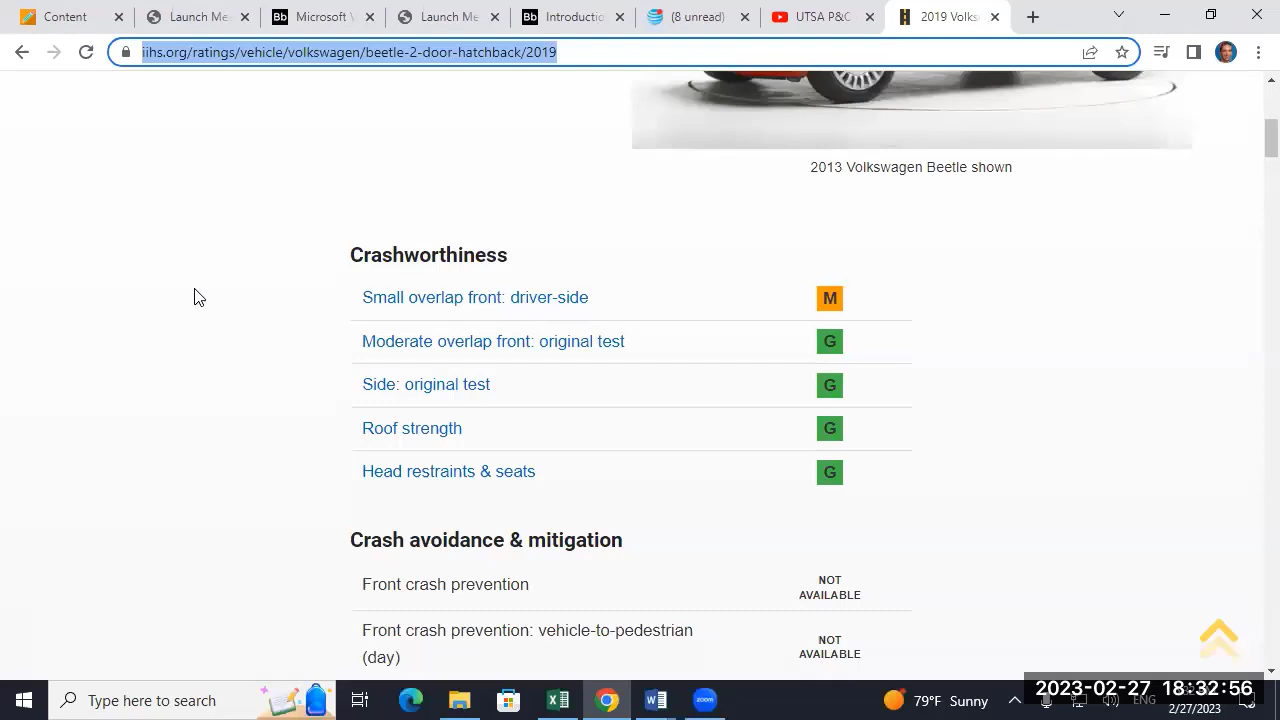 Content
Launch Me
Bb Microsoft
Launch Me
Bb Introductio
(8 unread)
UTSA P&C
2019 Volks
iihs.org/ratings/vehicle/volkswagen/beetle-2-door-hatchback/2019
2013 Volkswagen Beetle shown
Crashworthiness
Small overlap front: driver-side M
Moderate overlap front: original test G
Side: original test G
Roof strength G
Head restraints & seats G
Crash avoidance & mitigation
Front crash prevention NOT
AVAILABLE
Front crash prevention: vehicle-to-pedestrian
(day)
NOT
AVAILABLE
Type here to search
79°F Sunny
ENG
2023-02-27 18:32:56
2/27/2023